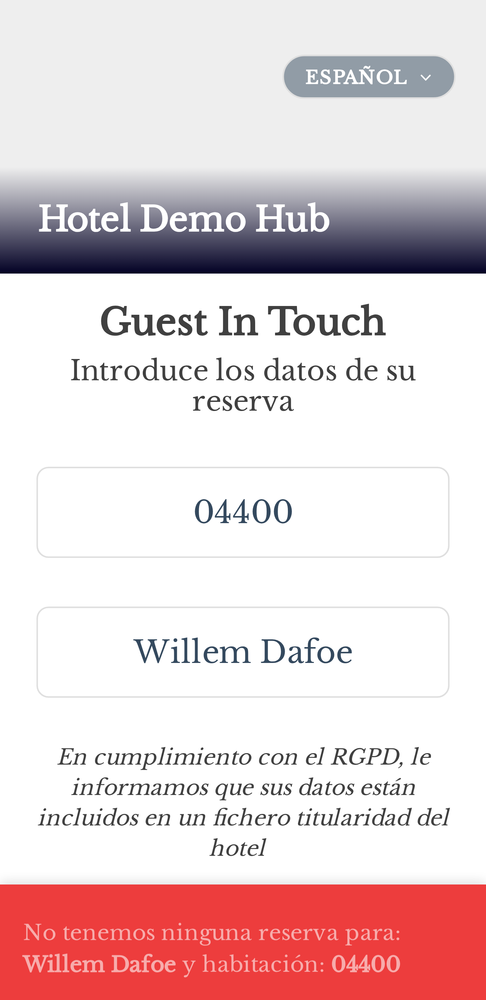 ESPAÑOL
Hotel Demo Hub
Guest In Touch
Introduce los datos de su
reserva
04400
Willem Dafoe
En cumplimiento con el RGPD, le
informamos que sus datos están
incluidos en un fichero titularidad del
hotel
No tenemos ninguna reserva para:
Willem Dafoe y habitación: 04400